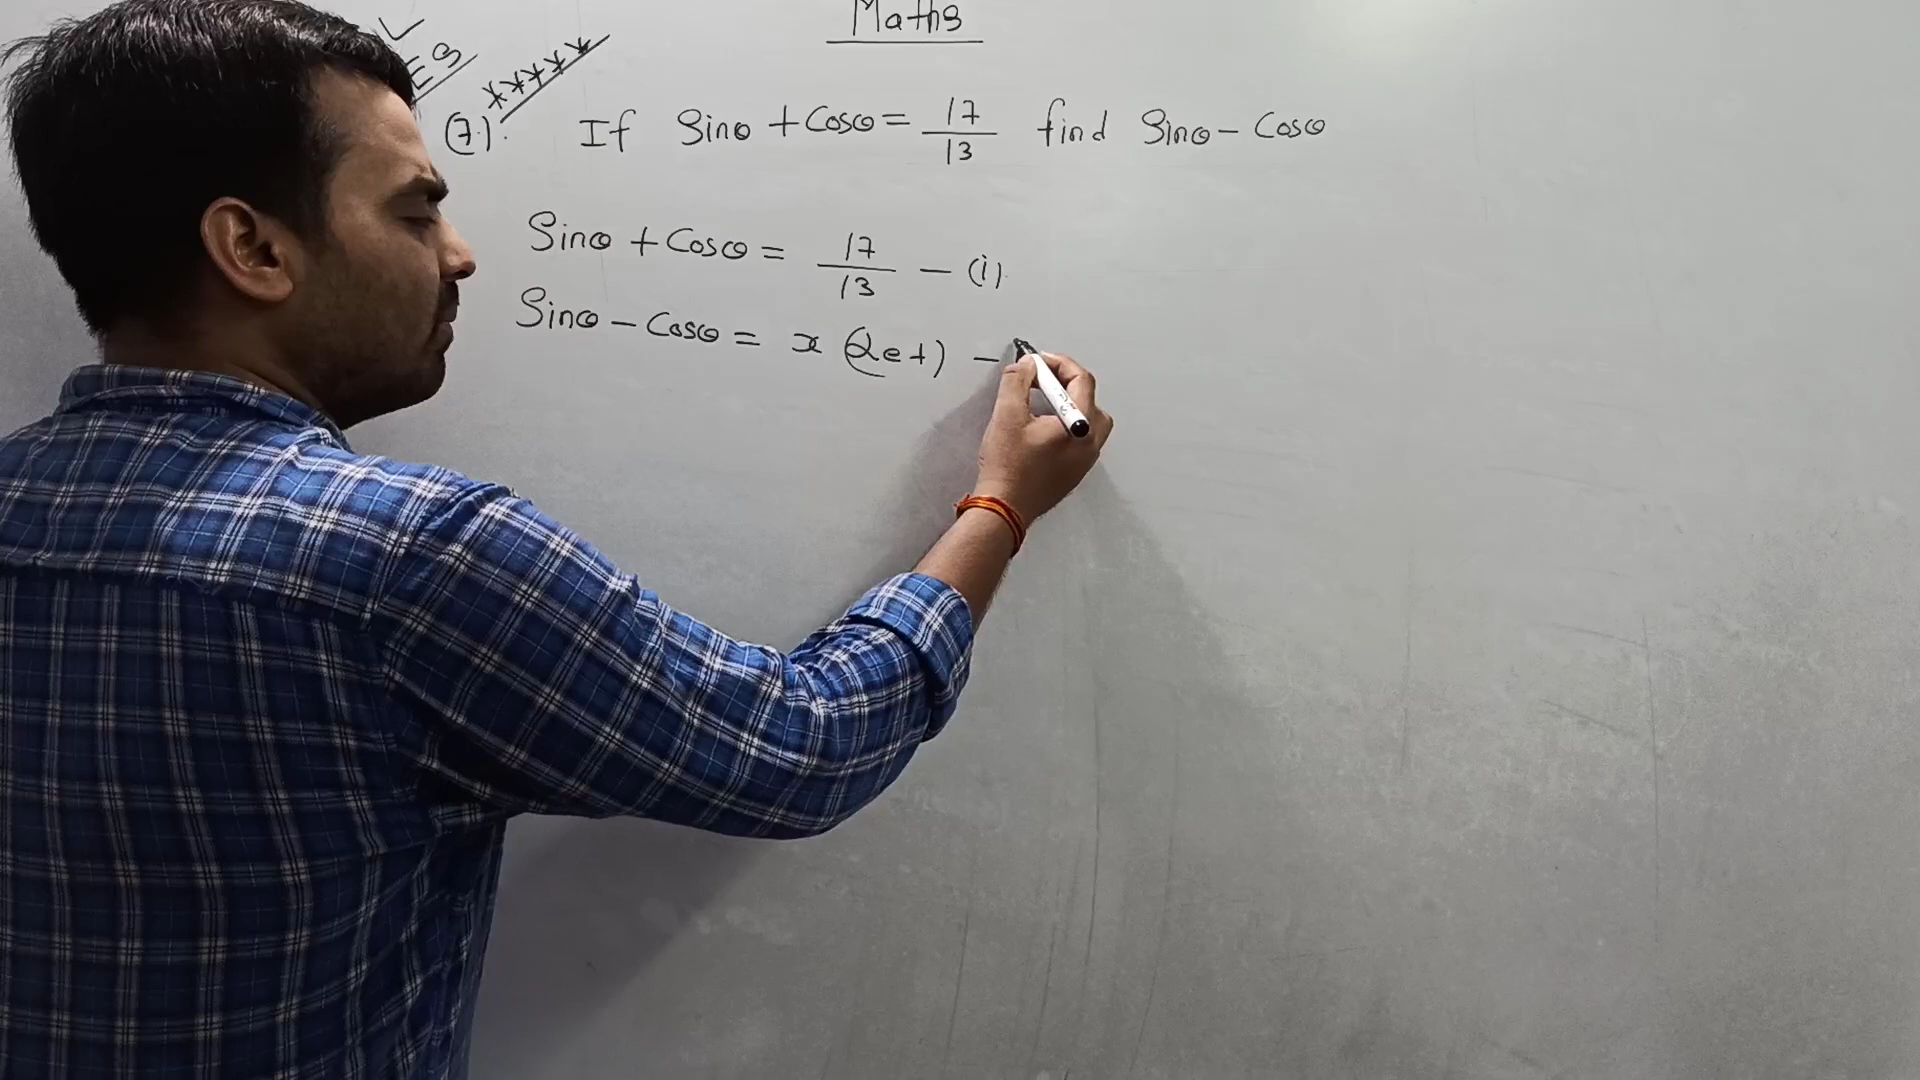 Maths
****
(7). If Sinθ + Cosθ = 17/13 find Sinθ - Cosθ
Sinθ + Cosθ = 17/13 - (i)
Sinθ - Cosθ = x (Let) -